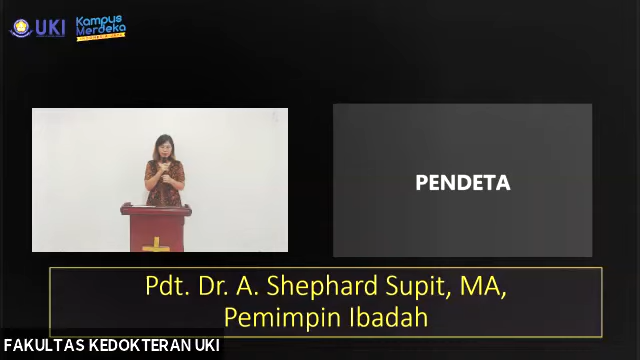 UKI
Kampus
Merdeka
PENDETA
Pdt. Dr. A. Shephard Supit, MA,
Pemimpin Ibadah
FAKULTAS KEDOKTERAN UKI